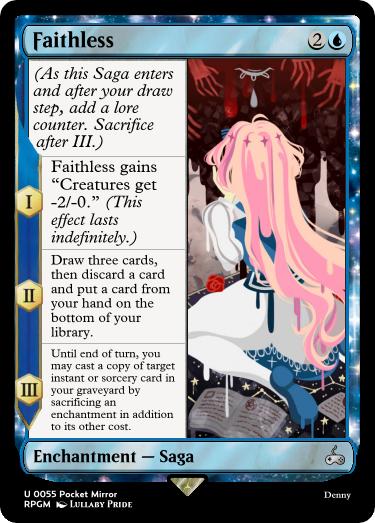 Faithless 2
(As this Saga enters
and after your draw
step, add a lore
counter. Sacrifice
after III.)
I
Faithless gains
“Creatures get
-2/-0.” (This
effect lasts
indefinitely.)
II
Draw three cards,
then discard a card
and put a card from
your hand on the
bottom of your
library.
III
Until end of turn, you
may cast a copy of target
instant or sorcery card in
your graveyard by
sacrificing an
enchantment in addition
to its other cost.
Enchantment — Saga
U 0055 Pocket Mirror
RPGM Lullaby Pride
Denny